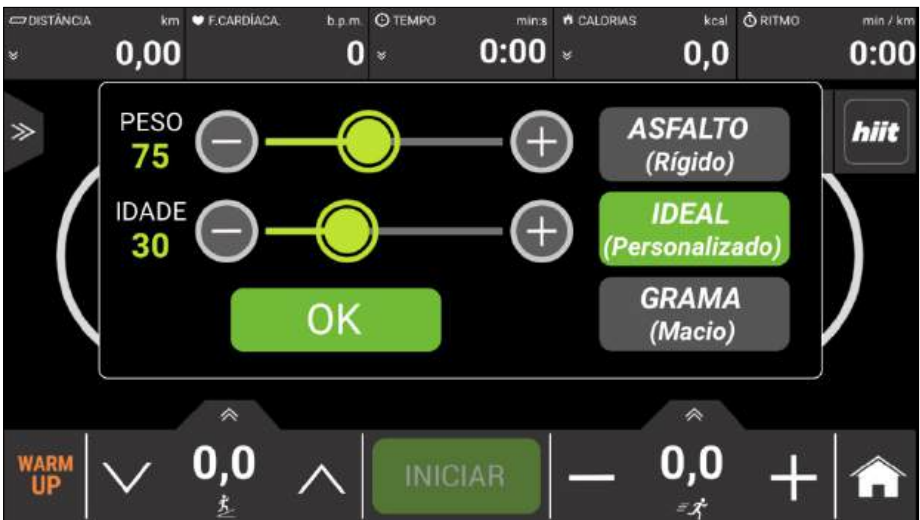 DISTÂNCIA km F.CARDÍACA. b.p.m. TEMPO min:s CALORIAS kcal RITMO min / km
0,00 0 0:00 0,0 0:00
PESO
75
ASFALTO
(Rígido)
hiit
IDADE
30
IDEAL
(Personalizado)
OK
GRAMA
(Macio)
WARM
UP
0,0
INICIAR
0,0